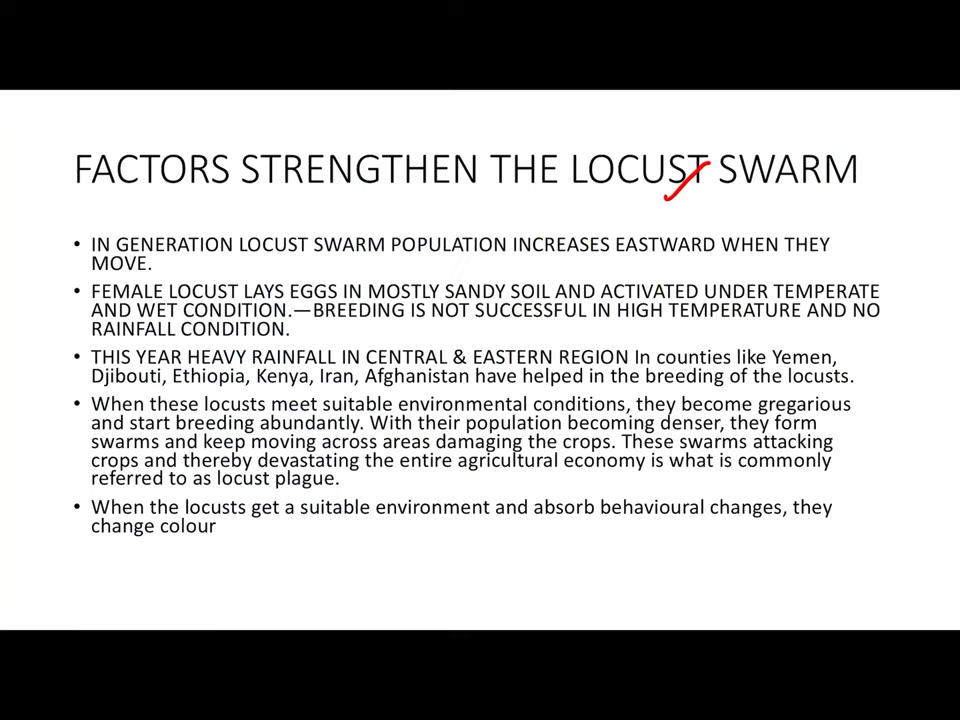 FACTORS STRENGTHEN THE LOCUST SWARM
• IN GENERATION LOCUST SWARM POPULATION INCREASES EASTWARD WHEN THEY
MOVE.
• FEMALE LOCUST LAYS EGGS IN MOSTLY SANDY SOIL AND ACTIVATED UNDER TEMPERATE
AND WET CONDITION.—BREEDING IS NOT SUCCESSFUL IN HIGH TEMPERATURE AND NO
RAINFALL CONDITION.
• THIS YEAR HEAVY RAINFALL IN CENTRAL & EASTERN REGION In counties like Yemen,
Djibouti, Ethiopia, Kenya, Iran, Afghanistan have helped in the breeding of the locusts.
• When these locusts meet suitable environmental conditions, they become gregarious
and start breeding abundantly. With their population becoming denser, they form
swarms and keep moving across areas damaging the crops. These swarms attacking
crops and thereby devastating the entire agricultural economy is what is commonly
referred to as locust plague.
• When the locusts get a suitable environment and absorb behavioural changes, they
change colour